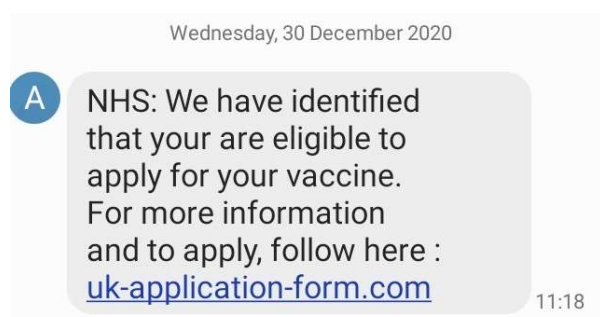 Wednesday, 30 December 2020
A
NHS: We have identified
that your are eligible to
apply for your vaccine.
For more information
and to apply, follow here :
uk-application-form.com
11:18